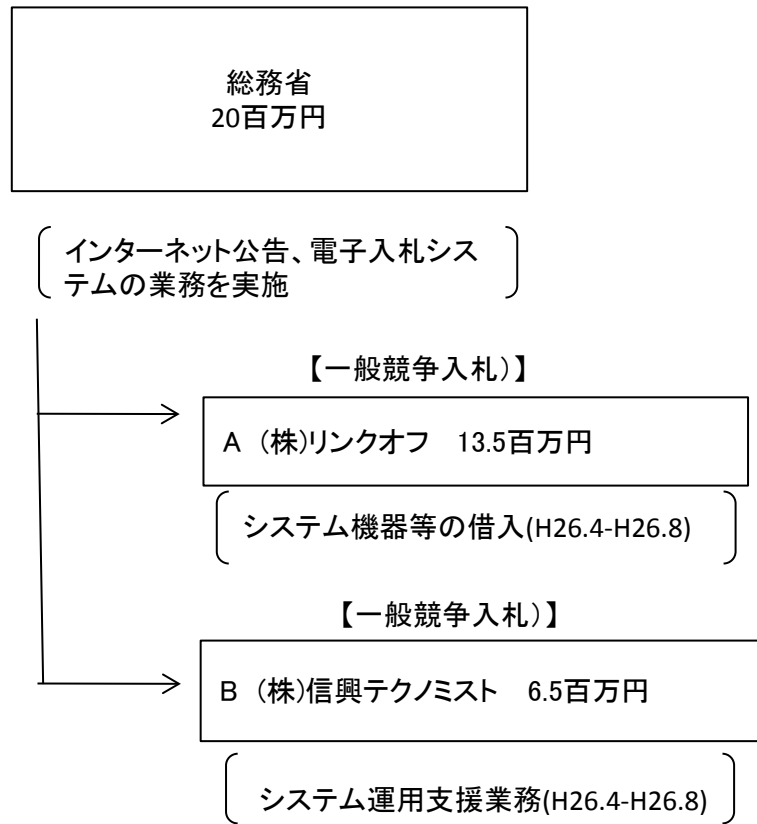 総務省
20百万円
インターネット公告、電子入札シス
テムの業務を実施
【一般競争入札)】
A (株)リンクオフ 13.5百万円
システム機器等の借入(H26.4-H26.8)
【一般競争入札)】
B (株)信興テクノミスト 6.5百万円
システム運用支援業務(H26.4-H26.8)